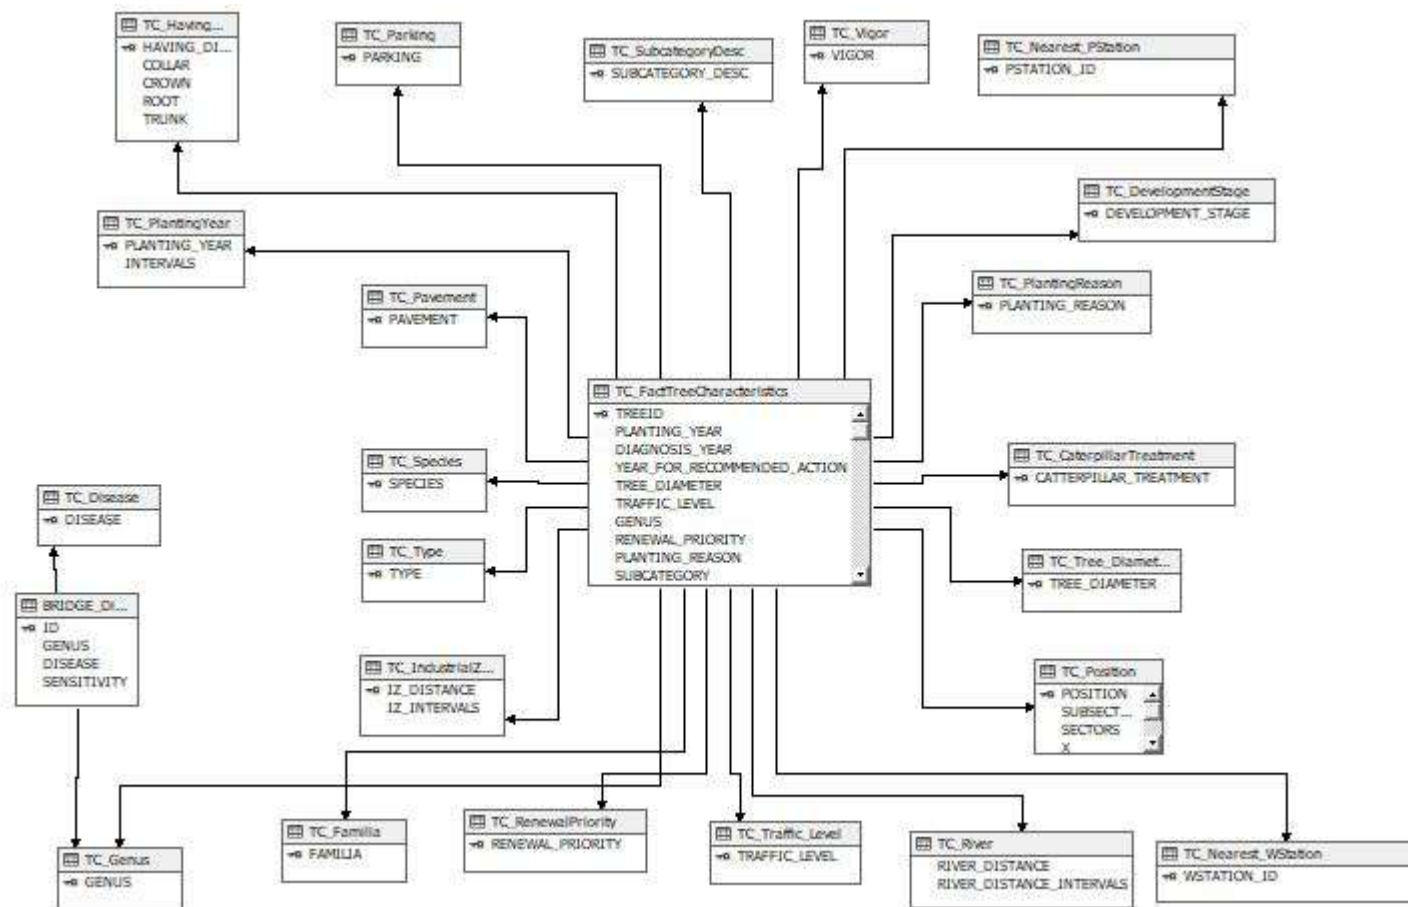 TC_Having...
HAVING_DI...
COLLAR
CROWN
ROOT
TRUNK
TC_Parking
PARKING
TC_SubcategoryDesc
SUBCATEGORY_DESC
TC_Vigor
VIGOR
TC_Nearest_PStation
PSTATION_ID
TC_PlantingYear
PLANTING_YEAR
INTERVALS
TC_DevelopmentStage
DEVELOPMENT_STAGE
TC_Pavement
PAVEMENT
TC_PlantingReason
PLANTING_REASON
TC_FactTreeCharacteristics
TREEID
PLANTING_YEAR
DIAGNOSIS_YEAR
YEAR_FOR_RECOMMENDED_ACTION
TREE_DIAMETER
TRAFFIC_LEVEL
GENUS
RENEWAL_PRIORITY
PLANTING_REASON
SUBCATEGORY
TC_Species
SPECIES
TC_CaterpillarTreatment
CATTERPILLAR_TREATMENT
TC_Disease
DISEASE
TC_Type
TYPE
TC_Tree_Diamet...
TREE_DIAMETER
BRIDGE_DI...
ID
GENUS
DISEASE
SENSITIVITY
TC_IndustrialZ...
IZ_DISTANCE
IZ_INTERVALS
TC_Position
POSITION
SUBSECT...
SECTORS
X
TC_Genus
GENUS
TC_Familia
FAMILIA
TC_RenewalPriority
RENEWAL_PRIORITY
TC_Traffic_Level
TRAFFIC_LEVEL
TC_River
RIVER_DISTANCE
RIVER_DISTANCE_INTERVALS
TC_Nearest_WStation
WSTATION_ID